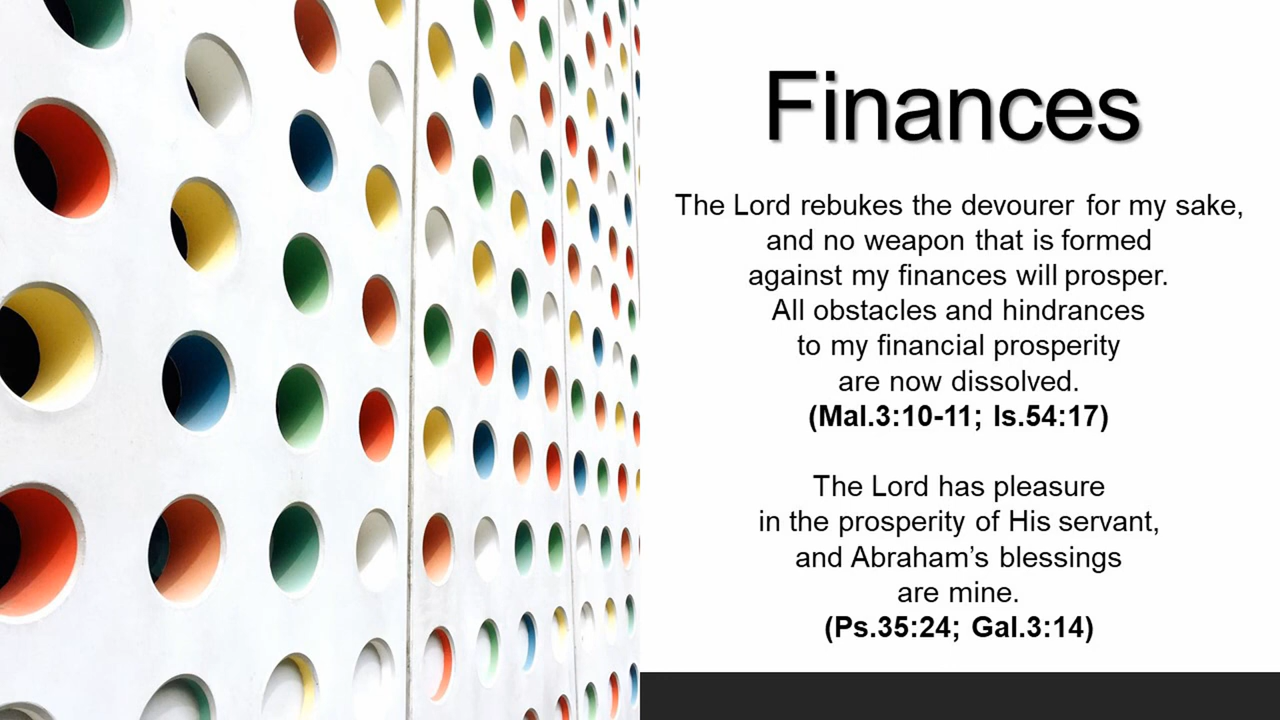 Finances
The Lord rebukes the devourer for my sake,
and no weapon that is formed
against my finances will prosper.
All obstacles and hindrances
to my financial prosperity
are now dissolved.
(Mal.3:10-11; Is.54:17)
The Lord has pleasure
in the prosperity of His servant,
and Abraham’s blessings
are mine.
(Ps.35:24; Gal.3:14)